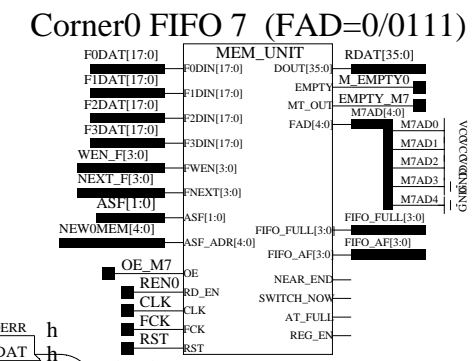 Corner0 FIFO 7 (FAD=0/0111)
MEM_UNIT
F0DAT[17:0] F0DIN[17:0] DOUT[35:0] RDAT[35:0]
F1DAT[17:0] F1DIN[17:0] EMPTY M_EMPTY0
F2DAT[17:0] F2DIN[17:0] MT_OUT EMPTY_M7
F3DAT[17:0] F3DIN[17:0] FAD[4:0] M7AD[4:0]
M7AD0 VCC
M7AD1
M7AD2
M7AD3
M7AD4 GND
WEN_F[3:0] FWEN[3:0]
NEXT_F[3:0] FNEXT[3:0]
ASF[1:0] ASF[1:0] FIFO_FULL[3:0] FIFO_FULL[3:0]
NEW0MEM[4:0] ASF_ADR[4:0] FIFO_AF[3:0] FIFO_AF[3:0]
OE_M7 OE NEAR_END
REN0 RD_EN SWITCH_NOW
CLK CLK AT_FULL
FCK FCK REG_EN
RST RST
ERR h
DAT h